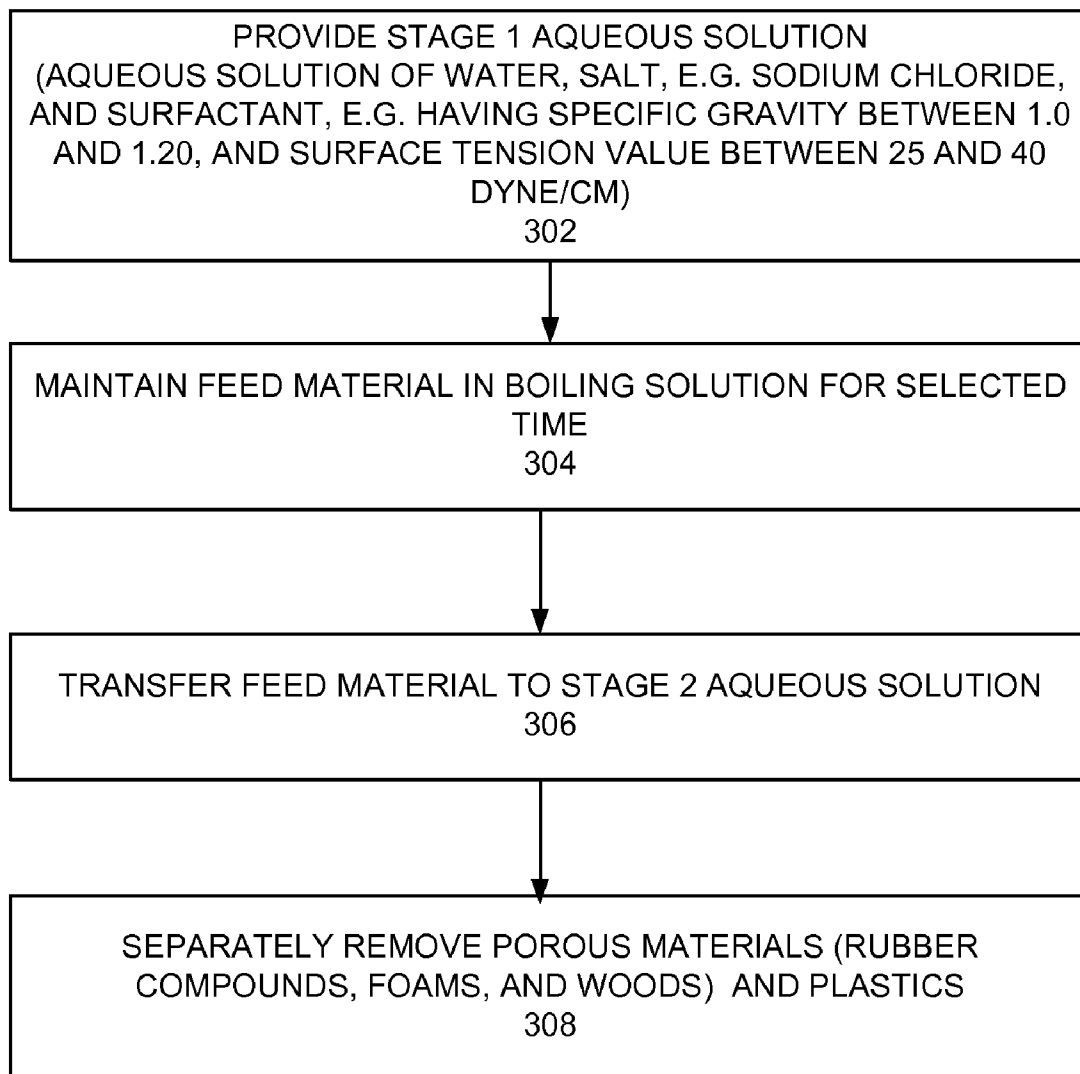 PROVIDE STAGE 1 AQUEOUS SOLUTION
(AQUEOUS SOLUTION OF WATER, SALT, E.G. SODIUM CHLORIDE,
AND SURFACTANT, E.G. HAVING SPECIFIC GRAVITY BETWEEN 1.0
AND 1.20, AND SURFACE TENSION VALUE BETWEEN 25 AND 40
DYNE/CM)
302
MAINTAIN FEED MATERIAL IN BOILING SOLUTION FOR SELECTED
TIME
304
TRANSFER FEED MATERIAL TO STAGE 2 AQUEOUS SOLUTION
306
SEPARATELY REMOVE POROUS MATERIALS (RUBBER
COMPOUNDS, FOAMS, AND WOODS) AND PLASTICS
308